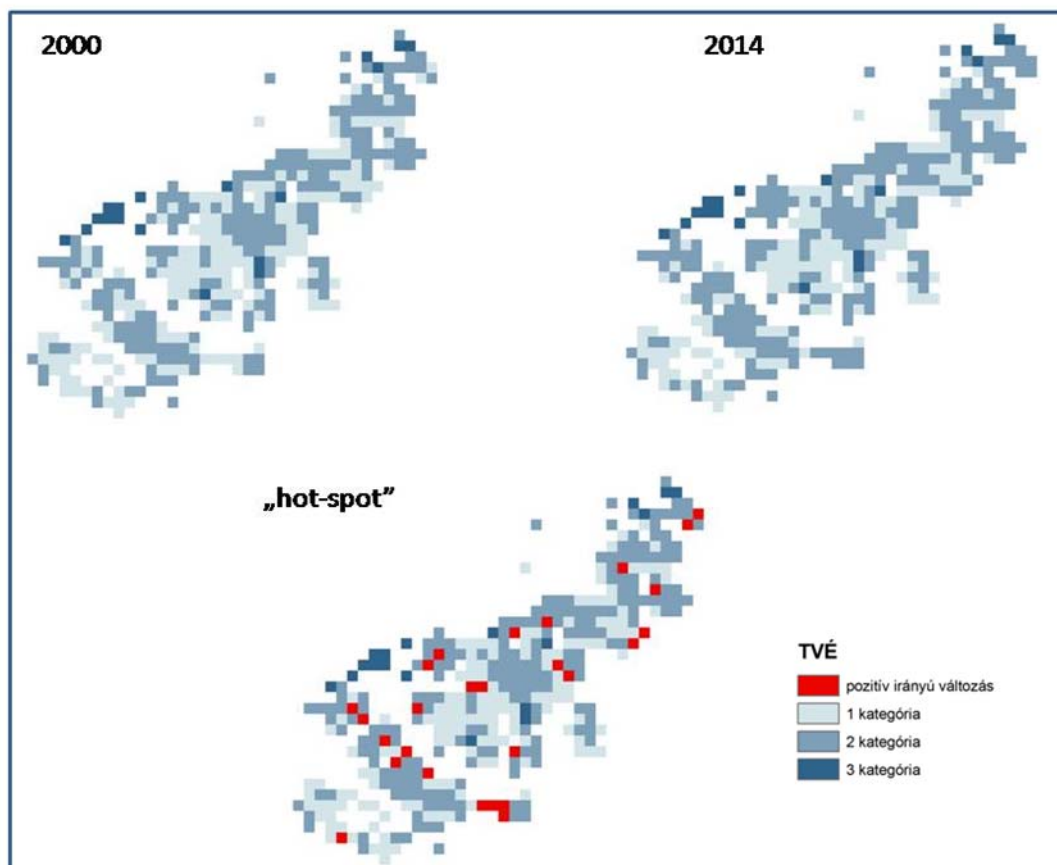 2000
2014
„hot-spot”
TVÉ
pozitív irányú változás
1 kategória
2 kategória
3 kategória